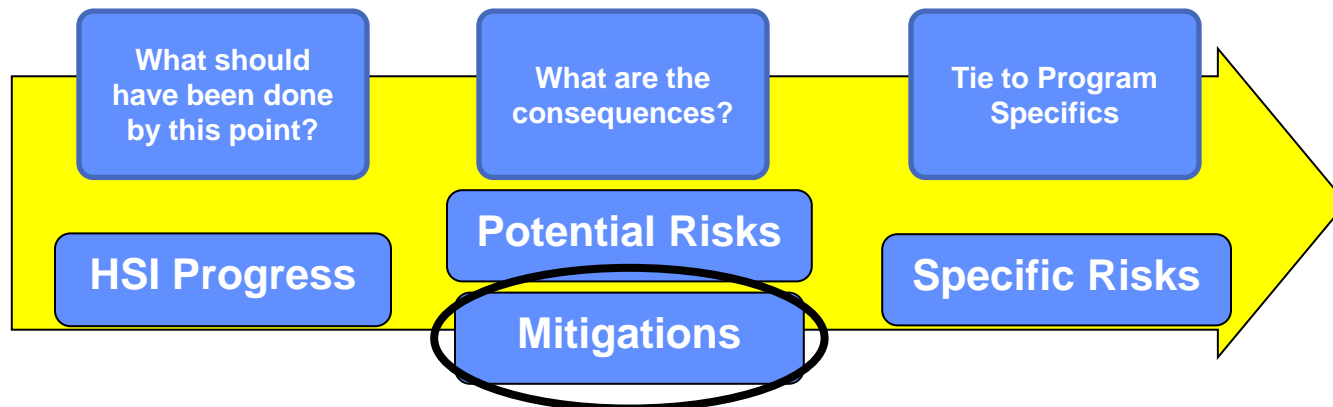 What should
have been done
by this point?
What are the
consequences?
Tie to Program
Specifics
HSI Progress
Potential Risks
Mitigations
Specific Risks